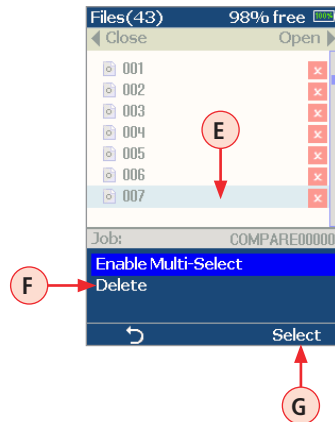 Files(43) 98% free 100%
Close Open
001 x
002 x
003 x
004 x
005 x
006 x
007 x
E
Job: COMPARE00000
Enable Multi-Select
F
Delete
Select
G